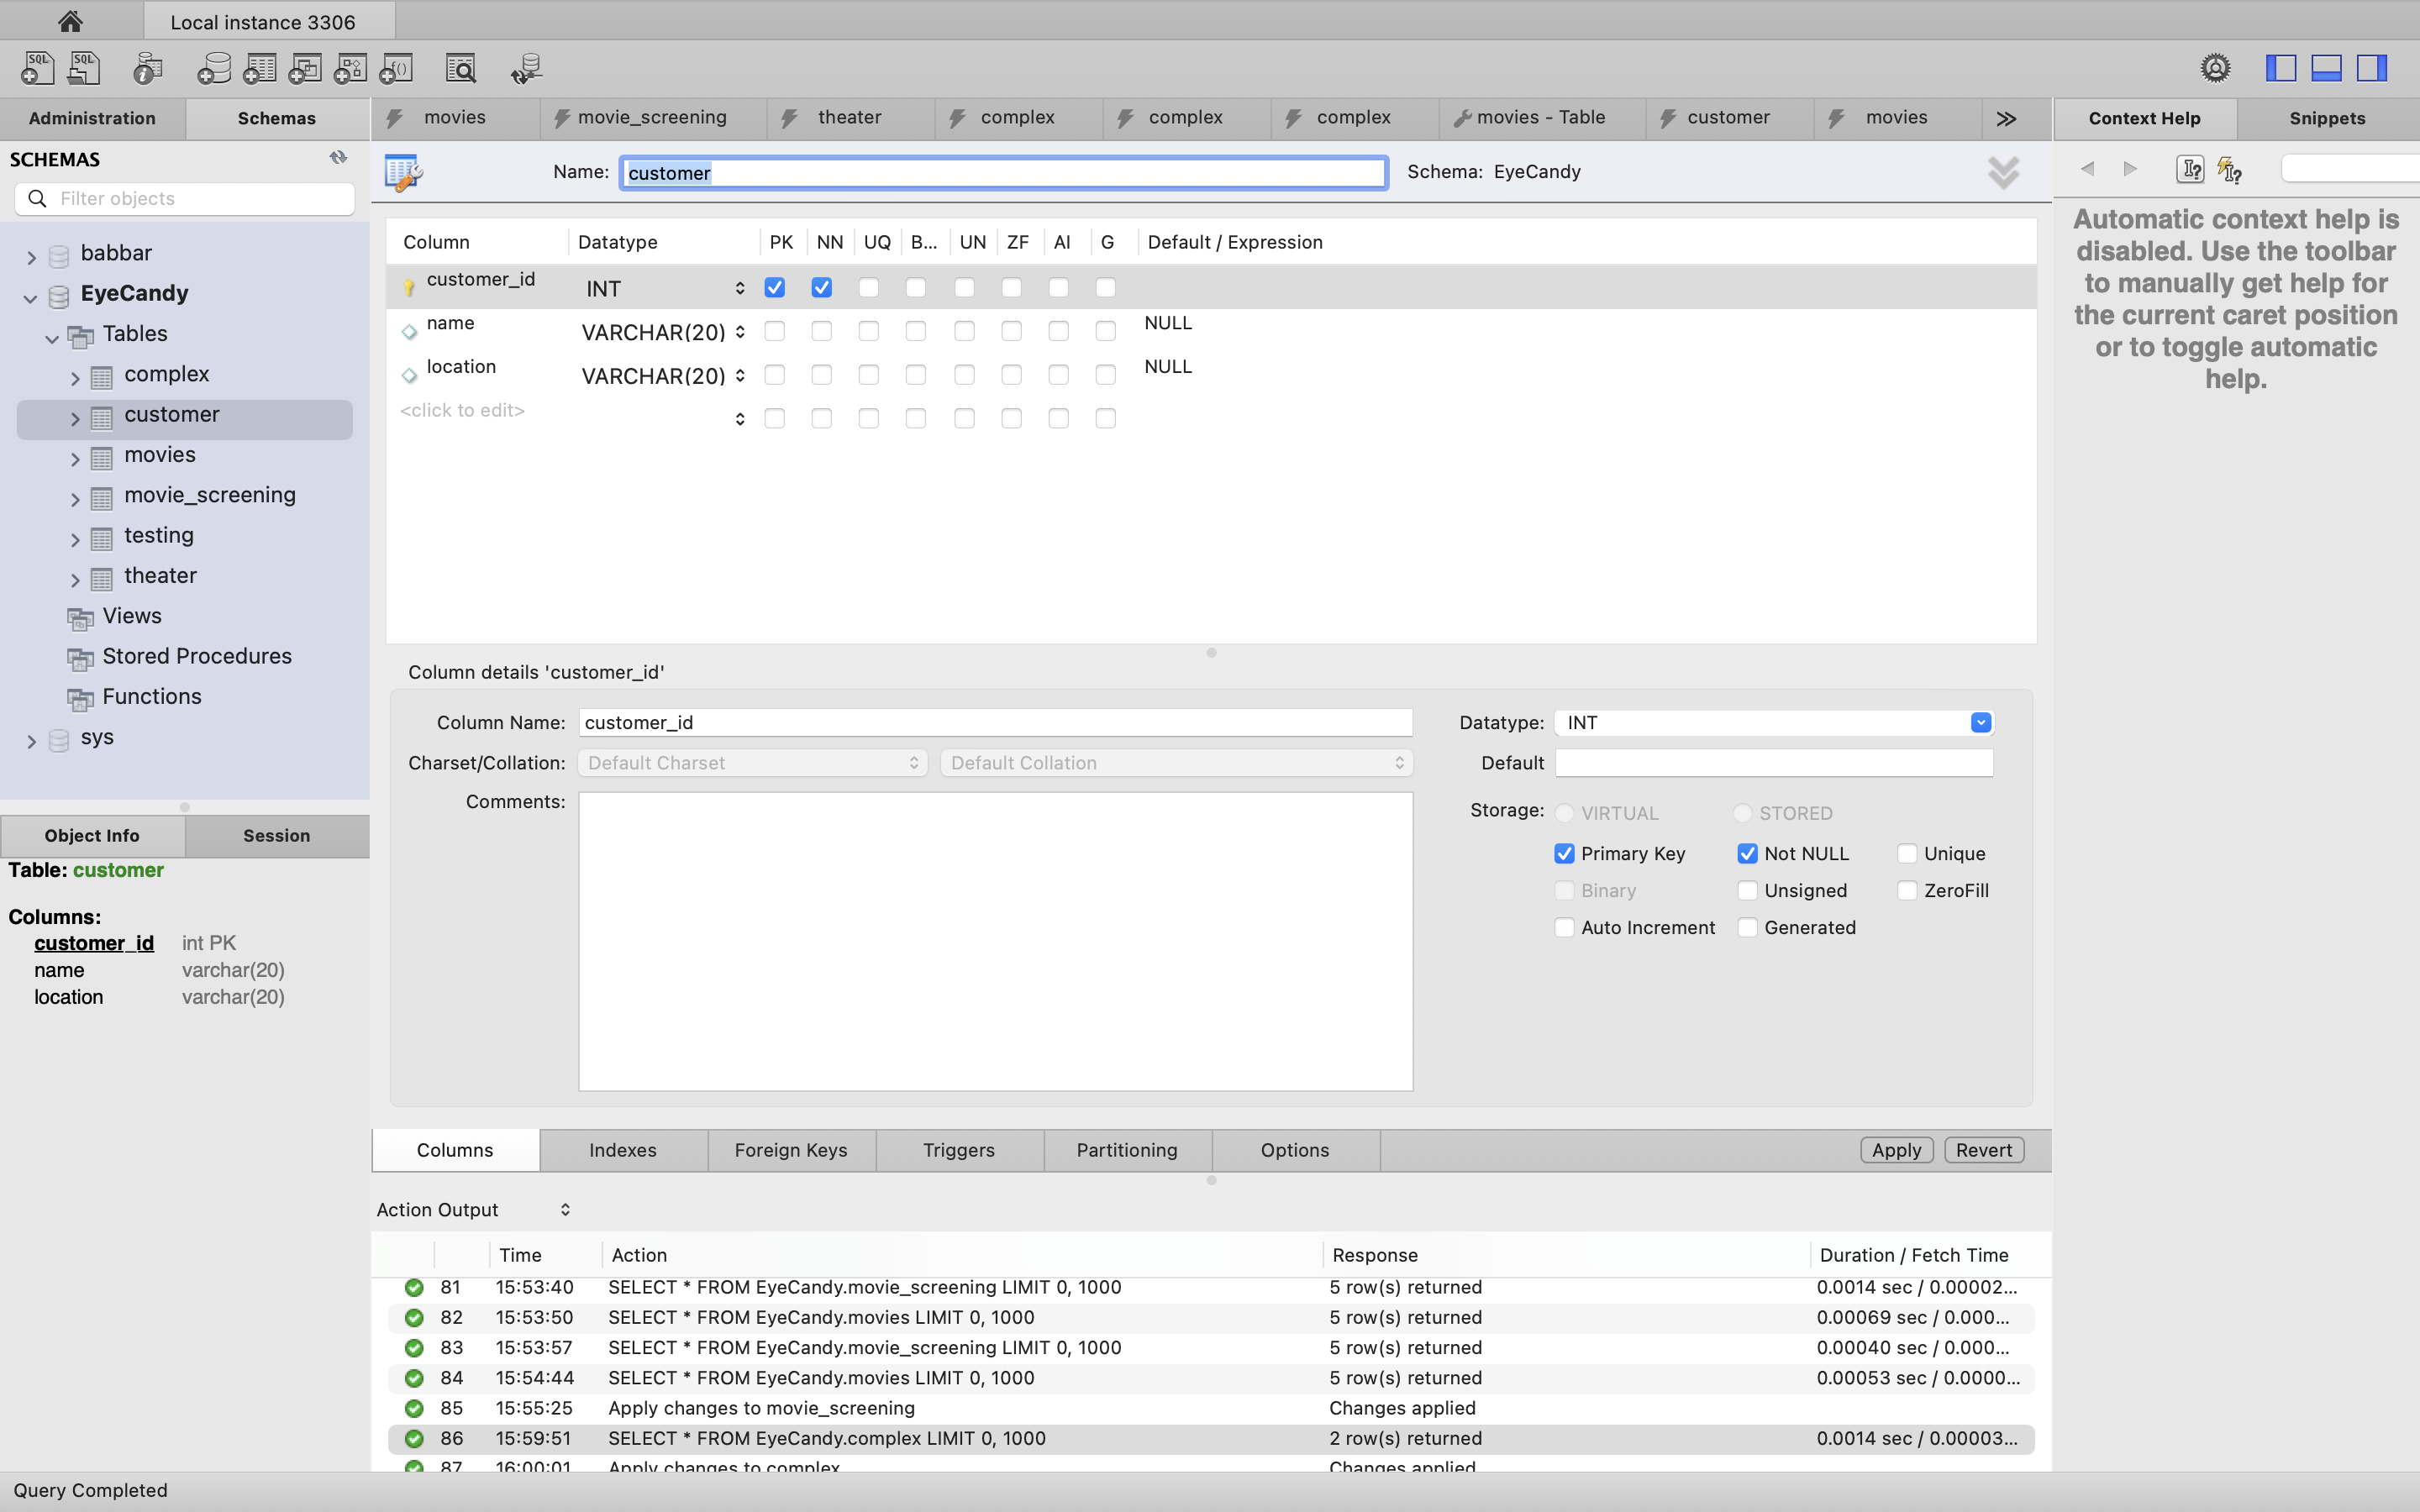 Local instance 3306
SQL SQL
Administration Schemas
movies movie_screening theater complex complex complex movies - Table customer movies
Context Help Snippets
SCHEMAS
Filter objects
babbar
EyeCandy
Tables
complex
customer
movies
movie_screening
testing
theater
Views
Stored Procedures
Functions
sys
Object Info Session
Table: customer
Columns:
customer_id int PK
name varchar(20)
location varchar(20)
Name: customer Schema: EyeCandy
Column Datatype PK NN UQ B... UN ZF AI G Default / Expression
customer_id INT
name VARCHAR(20) NULL
location VARCHAR(20) NULL
<click to edit>
Column details 'customer_id'
Column Name: customer_id Datatype: INT
Charset/Collation: Default Charset Default Collation Default
Comments: Storage: VIRTUAL STORED
Primary Key Not NULL Unique
Binary Unsigned ZeroFill
Auto Increment Generated
Columns Indexes Foreign Keys Triggers Partitioning Options Apply Revert
Action Output
Time Action Response Duration / Fetch Time
81 15:53:40 SELECT * FROM EyeCandy.movie_screening LIMIT 0, 1000 5 row(s) returned 0.0014 sec / 0.00002...
82 15:53:50 SELECT * FROM EyeCandy.movies LIMIT 0, 1000 5 row(s) returned 0.00069 sec / 0.000...
83 15:53:57 SELECT * FROM EyeCandy.movie_screening LIMIT 0, 1000 5 row(s) returned 0.00040 sec / 0.000...
84 15:54:44 SELECT * FROM EyeCandy.movies LIMIT 0, 1000 5 row(s) returned 0.00053 sec / 0.0000...
85 15:55:25 Apply changes to movie_screening Changes applied
86 15:59:51 SELECT * FROM EyeCandy.complex LIMIT 0, 1000 2 row(s) returned 0.0014 sec / 0.00003...
87 16:00:01 Apply changes to complex Changes applied
Automatic context help is
disabled. Use the toolbar
to manually get help for
the current caret position
or to toggle automatic
help.
Query Completed